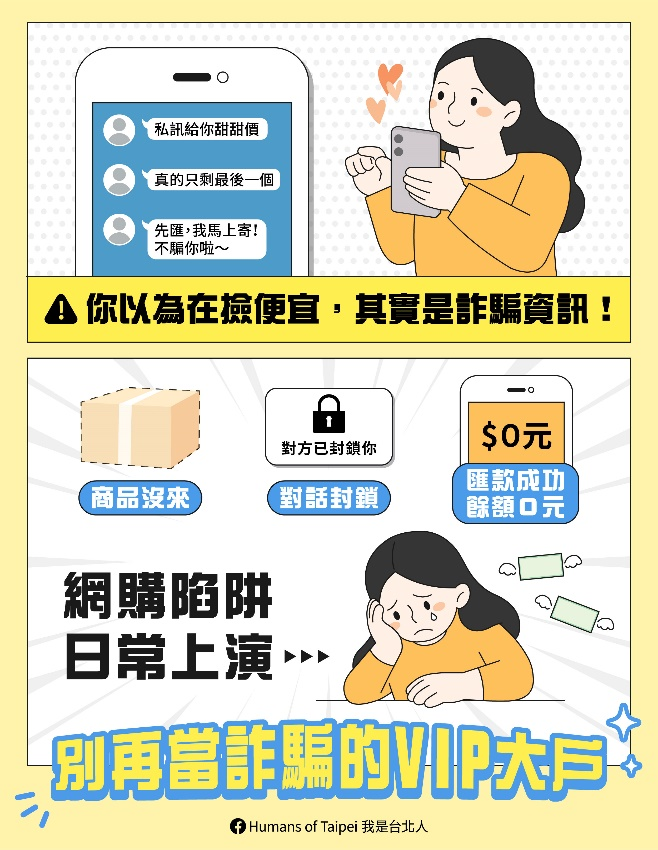 私訊給你甜甜價
真的只剩最後一個
先匯,我馬上寄!
不騙你啦～
你以為在撿便宜,其實是詐騙資訊!
對方已封鎖你
$0元
商品沒來
對話封鎖
匯款成功
餘額0元
網購陷阱
日常上演
別再當詐騙的VIP大戶
Humans of Taipei 我是台北人